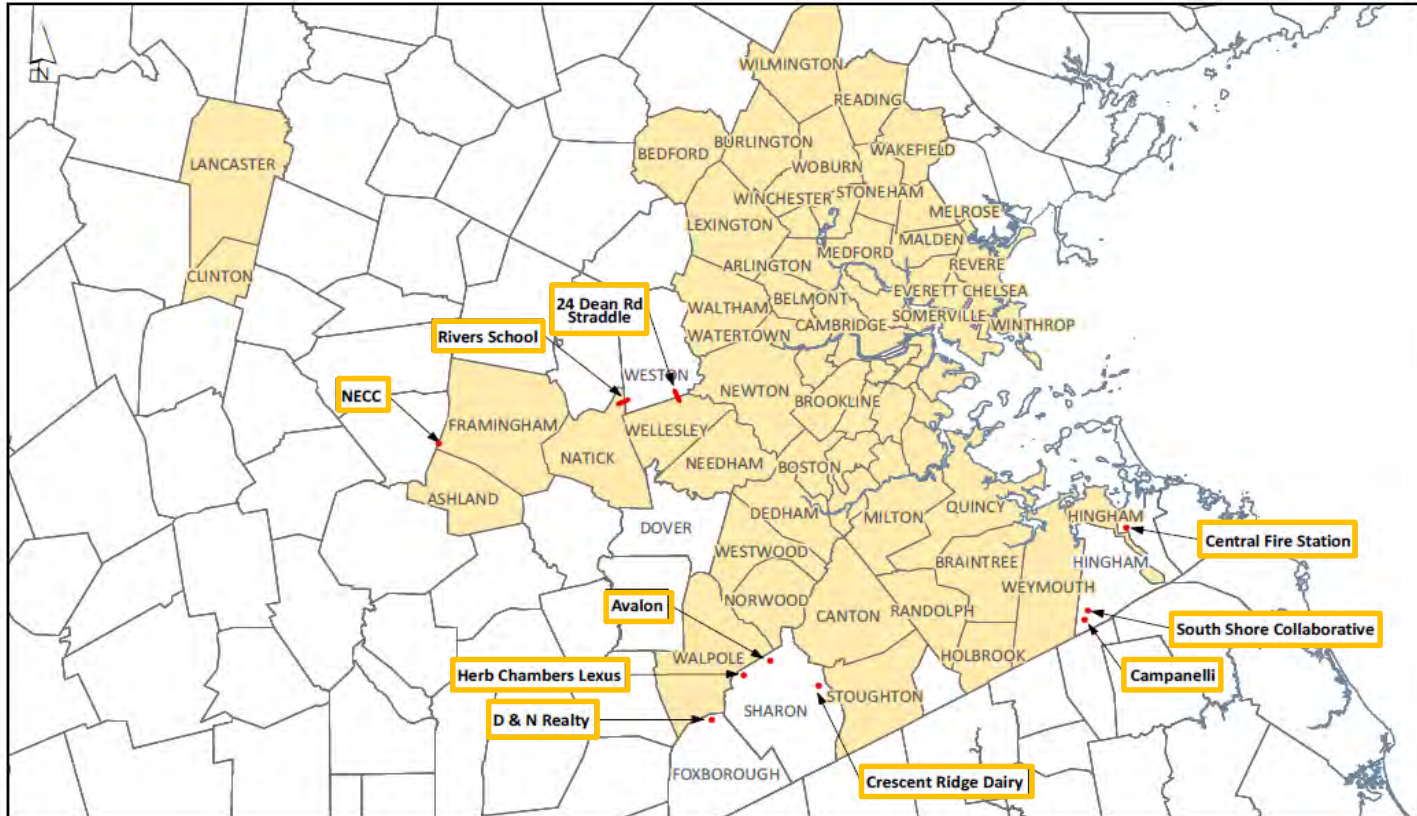 N
WILMINGTON
READING
LANCASTER
BURLINGTON
BEDFORD
WAKEFIELD
WOBURN
STONEHAM
WINCHESTER
MELROSE
LEXINGTON
MALDEN
MEDFORD
ARLINGTON
REVERE
CLINTON
EVERETT
CHELSEA
24 Dean Rd
Straddle
BELMONT
WALTHAM
SOMERVILLE
WINTHROP
CAMBRIDGE
WATERTOWN
Rivers School
WESTON
NEWTON
BROOKLINE
NECC
FRAMINGHAM
WELLESLEY
NATICK
NEEDHAM
BOSTON
ASHLAND
QUINCY
DEDHAM
MILTON
HINGHAM
DOVER
Central Fire Station
WESTWOOD
BRAINTREE
HINGHAM
WEYMOUTH
NORWOOD
Avalon
CANTON
RANDOLPH
South Shore Collaborative
WALPOLE
HOLBROOK
Herb Chambers Lexus
Campanelli
STOUGHTON
SHARON
D & N Realty
FOXBOROUGH
Crescent Ridge Dairy